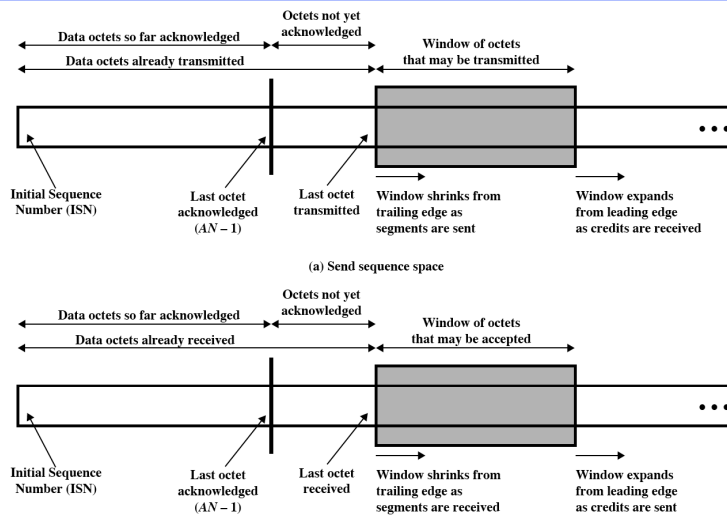 Octets not yet
acknowledged
Data octets so far acknowledged
Window of octets
that may be transmitted
Data octets already transmitted
Initial Sequence
Number (ISN)
Last octet
acknowledged
(AN – 1)
Last octet
transmitted
Window shrinks from
trailing edge as
segments are sent
Window expands
from leading edge
as credits are received
(a) Send sequence space
Octets not yet
acknowledged
Data octets so far acknowledged
Window of octets
that may be accepted
Data octets already received
Initial Sequence
Number (ISN)
Last octet
acknowledged
(AN – 1)
Last octet
received
Window shrinks from
trailing edge as
segments are received
Window expands
from leading edge
as credits are sent